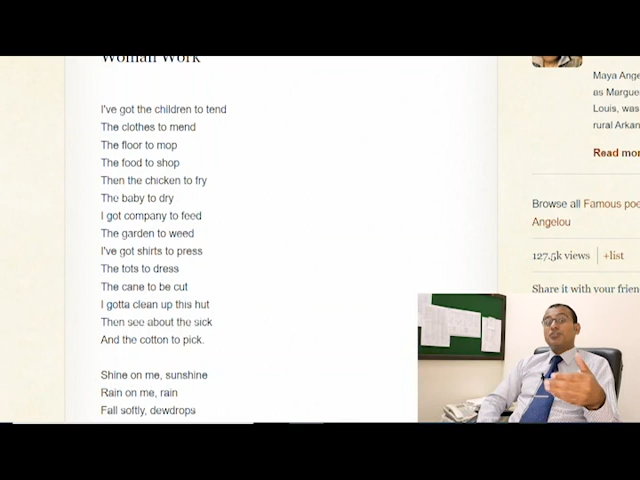 Woman Work
I've got the children to tend
The clothes to mend
The floor to mop
The food to shop
Then the chicken to fry
The baby to dry
I got company to feed
The garden to weed
I've got shirts to press
The tots to dress
The cane to be cut
I gotta clean up this hut
Then see about the sick
And the cotton to pick.
Shine on me, sunshine
Rain on me, rain
Fall softly, dewdrops
Maya Ange
as Margue
Louis, was
rural Arkan
Read mor
Browse all Famous poe
Angelou
127.5k views +list
Share it with your frien